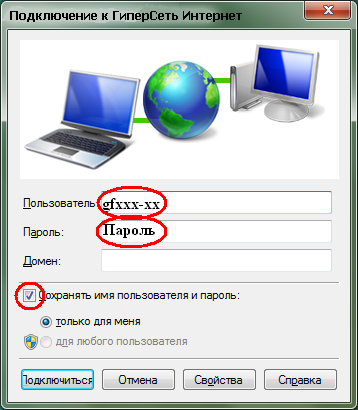 Подключение к ГиперСеть Интернет
Пользователь: gfxxx-xx
Пароль: Пароль
Домен:
Сохранять имя пользователя и пароль:
только для меня
для любого пользователя
Подключиться Отмена Свойства Справка